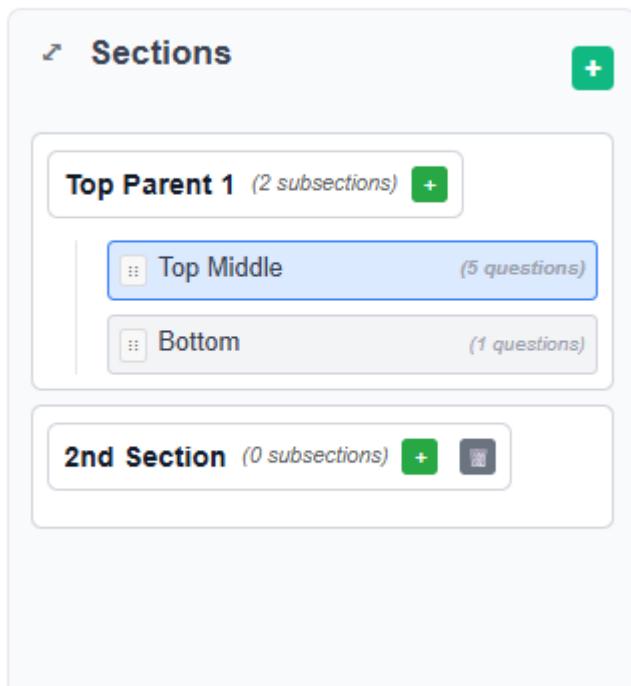 Sections
+
Top Parent 1 (2 subsections) +
Top Middle (5 questions)
Bottom (1 questions)
2nd Section (0 subsections) +